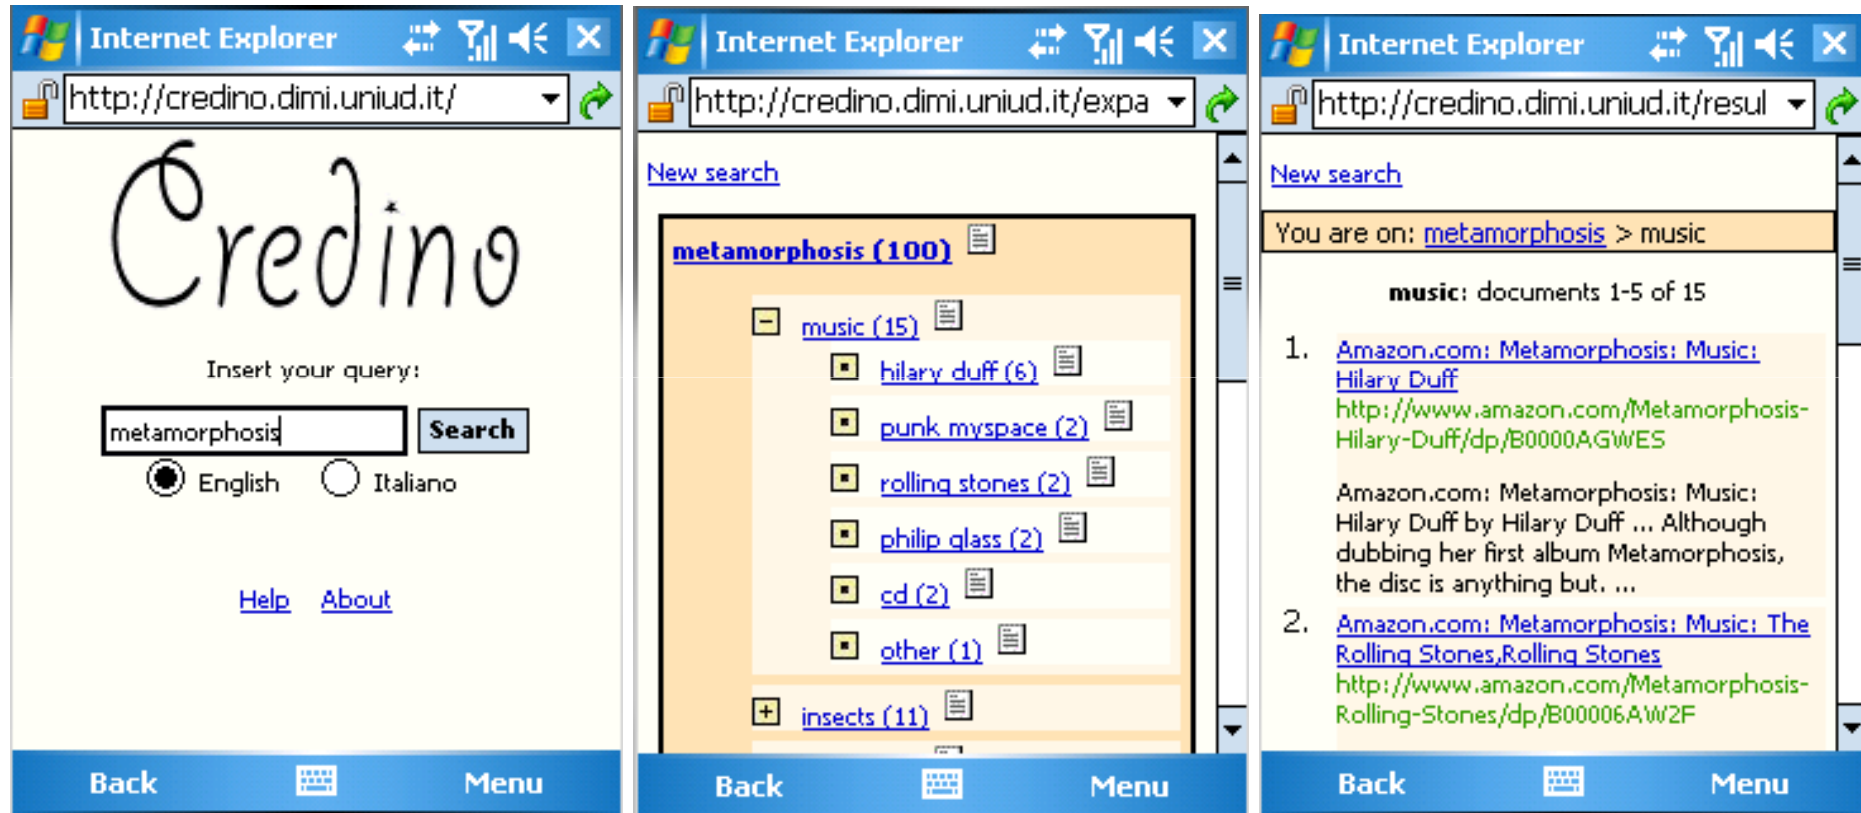 Internet Explorer
http://credino.dimi.uniud.it/
Credino
Insert your query:
metamorphosis
Search
English
Italiano
Help
About
Back
Menu
Internet Explorer
http://credino.dimi.uniud.it/expa
New search
metamorphosis (100)
music (15)
hilary duff (6)
punk myspace (2)
rolling stones (2)
philip glass (2)
cd (2)
other (1)
insects (11)
Back
Menu
Internet Explorer
http://credino.dimi.uniud.it/resul
New search
You are on: metamorphosis > music
music: documents 1-5 of 15
1. Amazon.com: Metamorphosis: Music:
Hilary Duff
http://www.amazon.com/Metamorphosis-
Hilary-Duff/dp/B0000AGWES
Amazon.com: Metamorphosis: Music:
Hilary Duff by Hilary Duff ... Although
dubbing her first album Metamorphosis,
the disc is anything but. ...
2. Amazon.com: Metamorphosis: Music: The
Rolling Stones,Rolling Stones
http://www.amazon.com/Metamorphosis-
Rolling-Stones/dp/B00006AW2F
Back
Menu